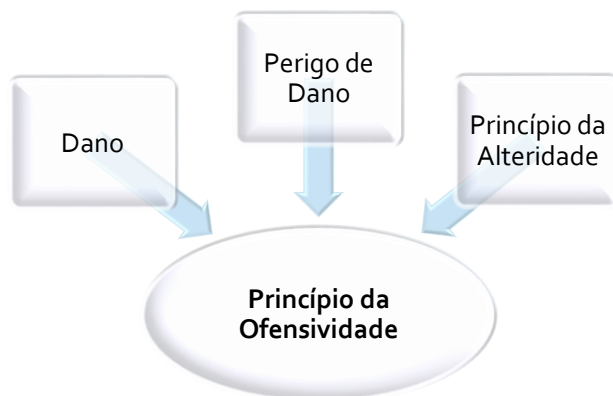 Dano
Perigo de
Dano
Princípio da
Alteridade
Princípio da
Ofensividade